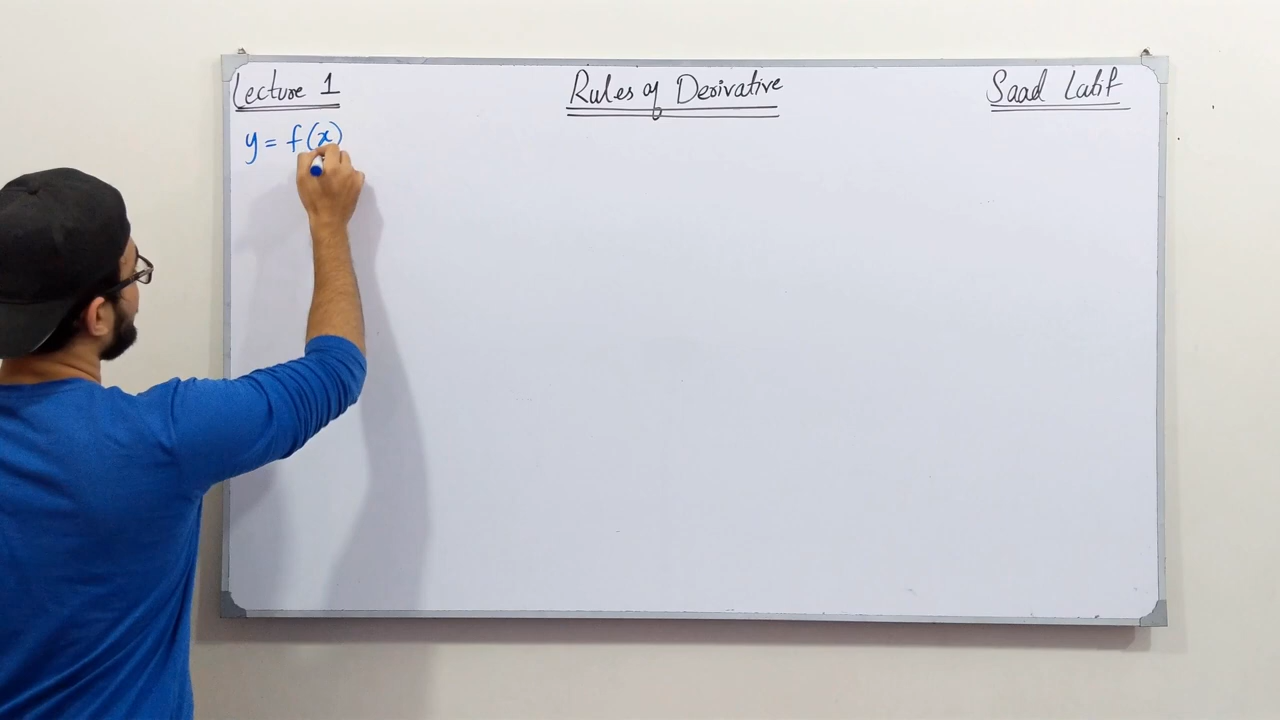 Lecture 1
Rules of Derivative
Saad Latif
y = f(x)